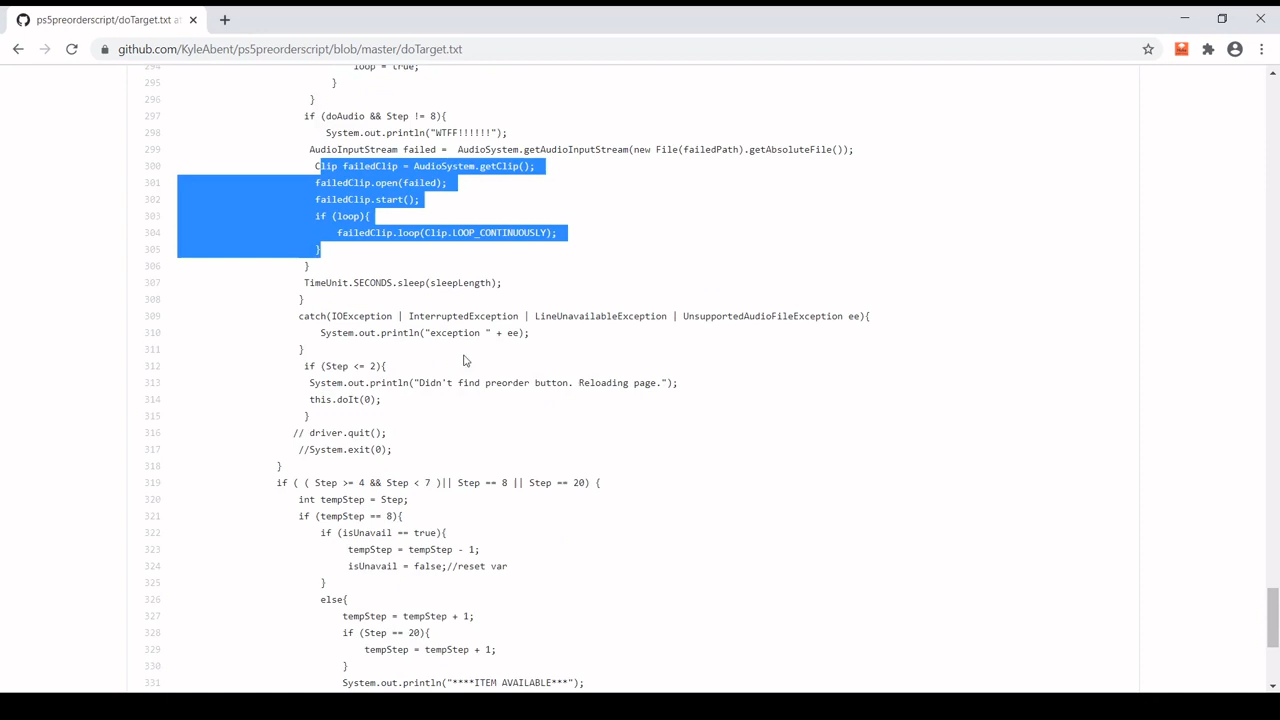 ps5preorderscript/doTarget.txt at
github.com/KyleAbent/ps5preorderscript/blob/master/doTarget.txt
294 loop = true;
295 }
296 }
297 if (doAudio && Step != 8){
298 System.out.println("WTFF!!!!!!");
299 AudioInputStream failed = AudioSystem.getAudioInputStream(new File(failedPath).getAbsoluteFile());
300 Clip failedClip = AudioSystem.getClip();
301 failedClip.open(failed);
302 failedClip.start();
303 if (loop){
304 failedClip.loop(Clip.LOOP_CONTINUOUSLY);
305 }
306 }
307 TimeUnit.SECONDS.sleep(sleepLength);
308 }
309 catch(IOException | InterruptedException | LineUnavailableException | UnsupportedAudioFileException ee){
310 System.out.println("exception " + ee);
311 }
312 if (Step <= 2){
313 System.out.println("Didn't find preorder button. Reloading page.");
314 this.doIt(0);
315 }
316 // driver.quit();
317 //System.exit(0);
318 }
319 if ( ( Step >= 4 && Step < 7 )|| Step == 8 || Step == 20) {
320 int tempStep = Step;
321 if (tempStep == 8){
322 if (isUnavail == true){
323 tempStep = tempStep - 1;
324 isUnavail = false;//reset var
325 }
326 else{
327 tempStep = tempStep + 1;
328 if (Step == 20){
329 tempStep = tempStep + 1;
330 }
331 System.out.println("****ITEM AVAILABLE***");